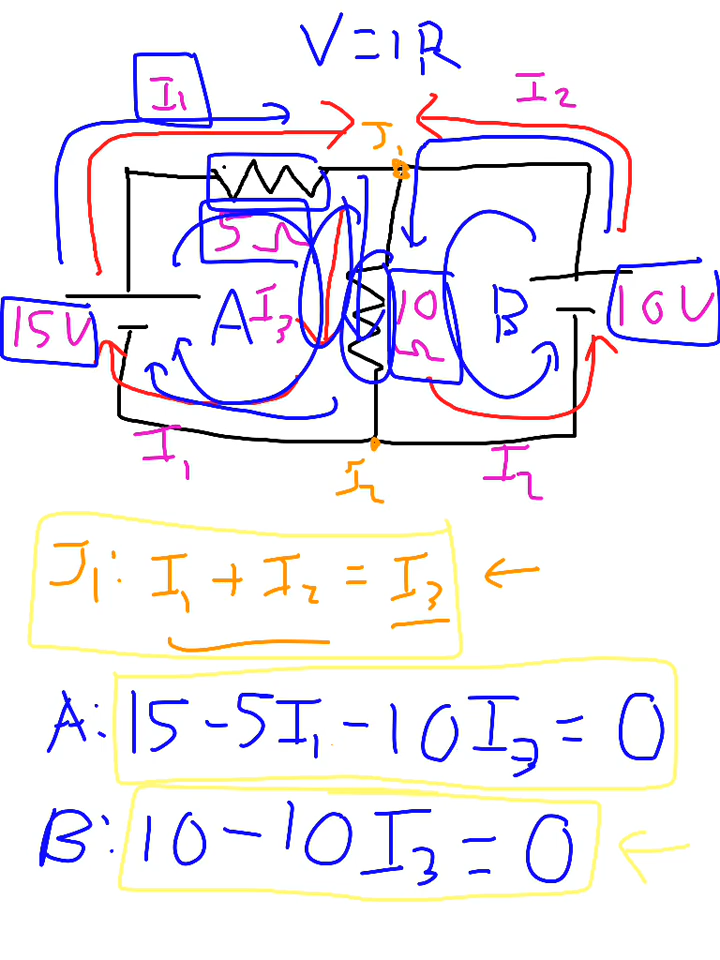 V=IR
I₁
I₂
J₁
5Ω
15V
A
I₃
10Ω
B
10V
I₁
J₂
I₂
J₁: I₁ + I₂ = I₃ ←
A: 15-5I₁-10I₃=0
B: 10-10I₃=0 ←